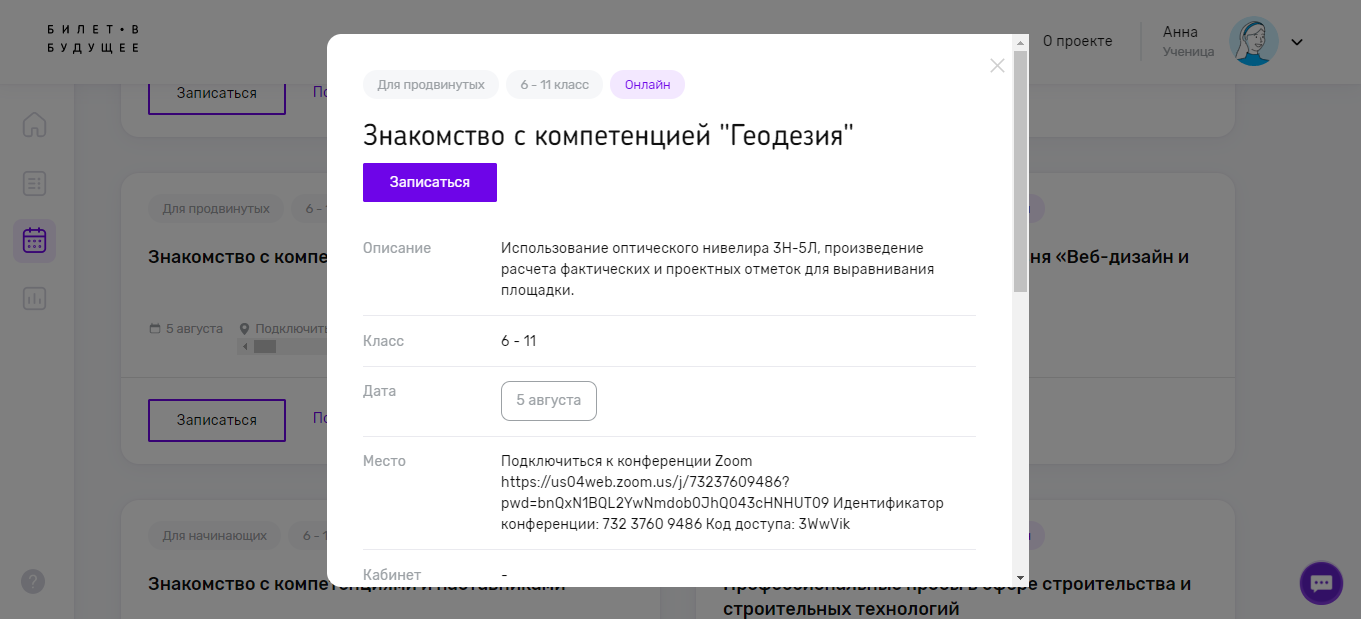 БИЛЕТ•В
БУДУЩЕЕ
О проекте
Анна
Ученица
Записаться
Для продвинутых
6 - 11 класс
Онлайн
Знакомство с компетенцией "Геодезия"
Записаться
Описание
Использование оптического нивелира 3Н-5Л, произведение
расчета фактических и проектных отметок для выравнивания
площадки.
Класс
6 - 11
Дата
5 августа
Место
Подключиться к конференции Zoom
https://us04web.zoom.us/j/73237609486?
pwd=bnQxN1BQL2YwNmdob0JhQ043cHNHUT09 Идентификатор
конференции: 732 3760 9486 Код доступа: 3WwVik
Кабинет
-
Для продвинутых
6 -
Знакомство с компе
5 августа
Подключить
Записаться
По
ня «Веб-дизайн и
Для начинающих
6 - 1
Знакомство с компетенциями и наставниками
Профессиональные пробы в сфере строительства и
строительных технологий
?